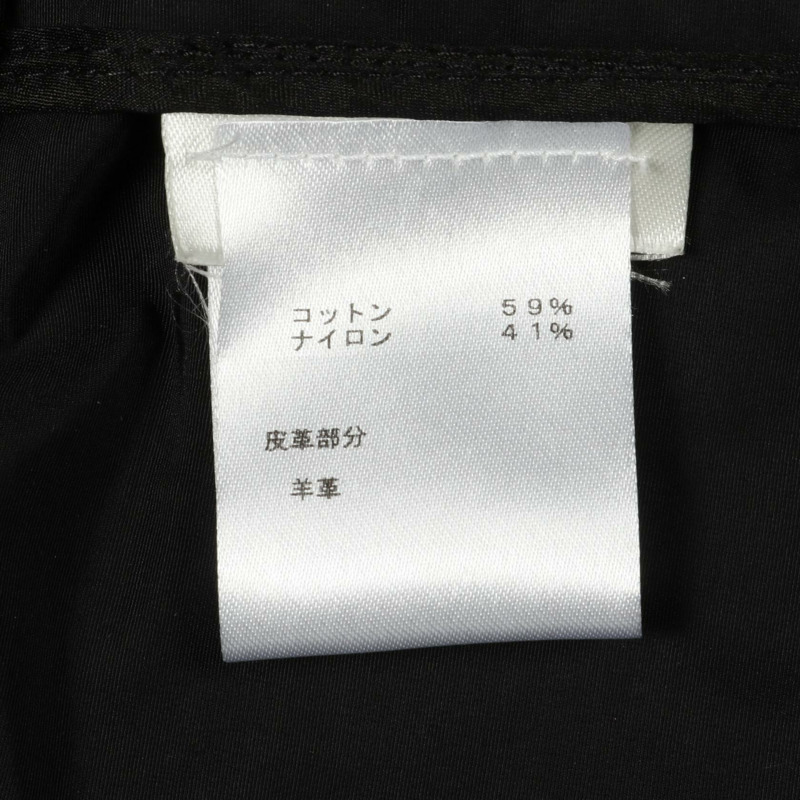 コットン 59%
ナイロン 41%
皮革部分
羊革